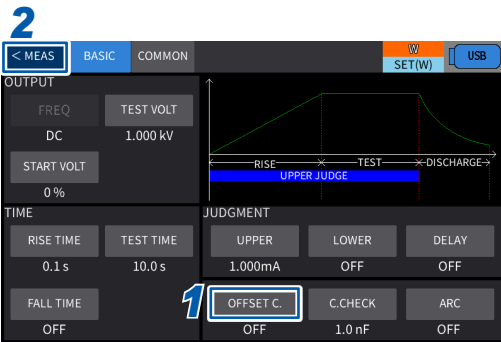 2
< MEAS BASIC COMMON W SET(W) USB
OUTPUT
FREQ TEST VOLT
DC 1.000 kV
START VOLT
0 %
RISE TEST DISCHARGE
UPPER JUDGE
TIME JUDGMENT
RISE TIME TEST TIME UPPER LOWER DELAY
0.1 s 10.0 s 1.000mA OFF OFF
1
FALL TIME OFFSET C. C.CHECK ARC
OFF OFF 1.0 nF OFF